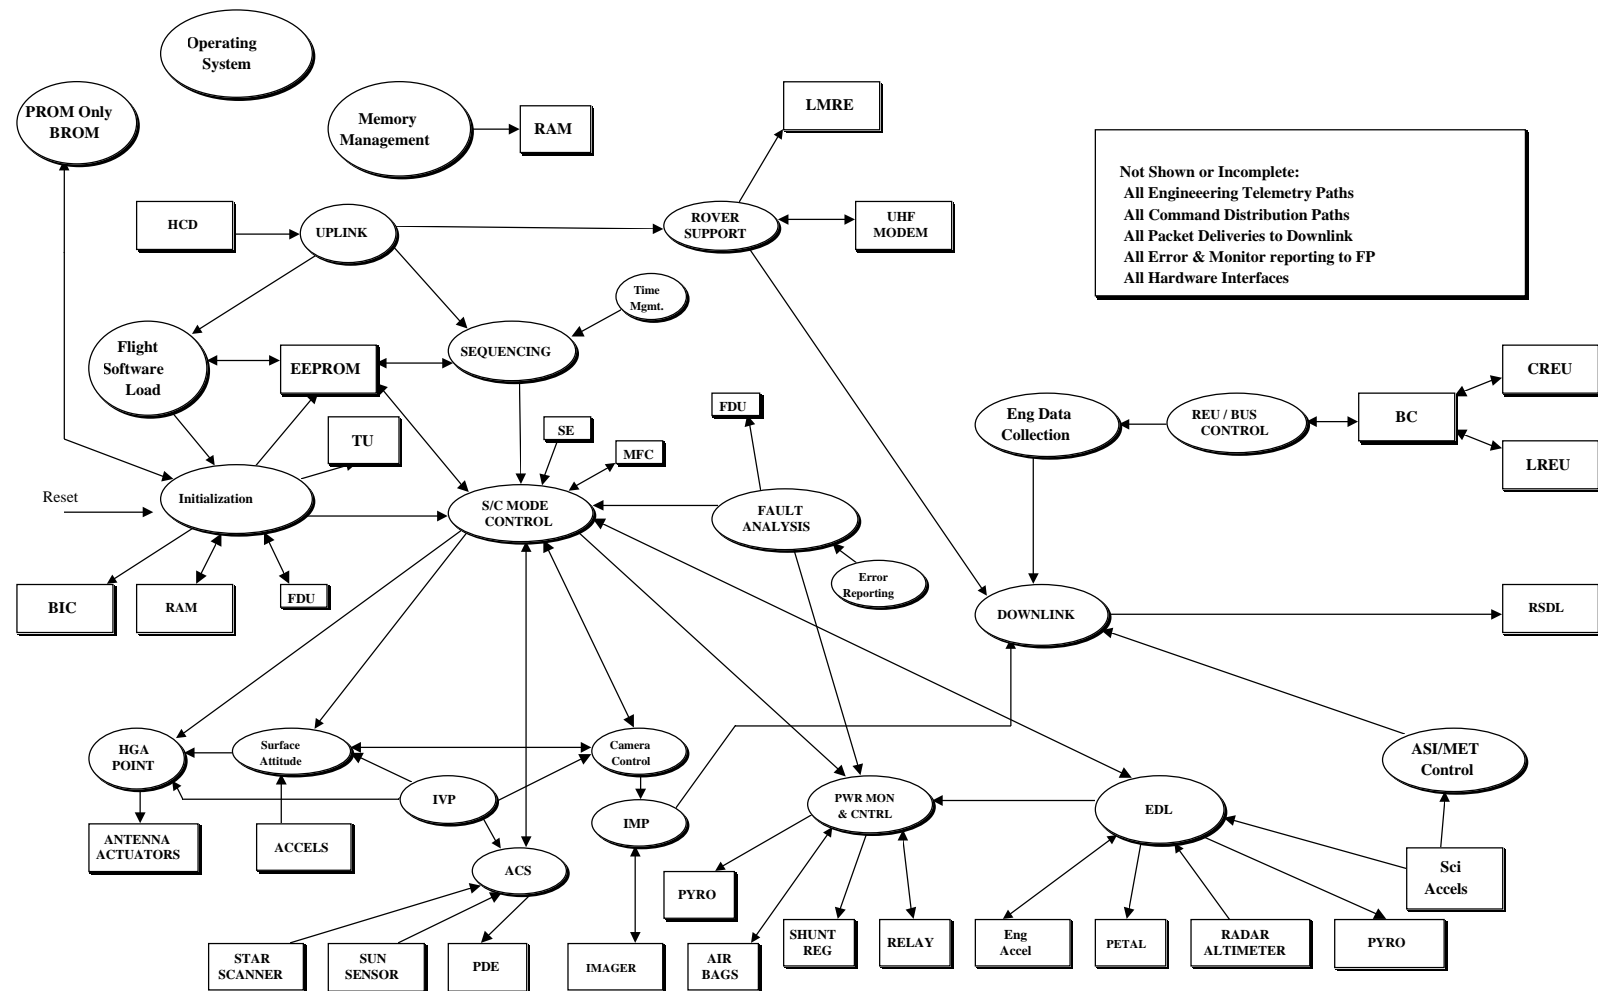 Operating
System
PROM Only
BROM
Memory
Management
RAM
LMRE
Not Shown or Incomplete:
All Engineeering Telemetry Paths
All Command Distribution Paths
All Packet Deliveries to Downlink
All Error & Monitor reporting to FP
All Hardware Interfaces
HCD
UPLINK
ROVER
SUPPORT
UHF
MODEM
Time
Mgmt.
Flight
Software
Load
EEPROM
SEQUENCING
CREU
FDU
Eng Data
Collection
REU / BUS
CONTROL
BC
TU
SE
MFC
LREU
Reset
Initialization
S/C MODE
CONTROL
FAULT
ANALYSIS
Error
Reporting
BIC
RAM
FDU
DOWNLINK
RSDL
HGA
POINT
Surface
Attitude
Camera
Control
ASI/MET
Control
IVP
IMP
PWR MON
& CNTRL
EDL
ANTENNA
ACTUATORS
ACCELS
ACS
PYRO
Sci
Accels
STAR
SCANNER
SUN
SENSOR
PDE
IMAGER
AIR
BAGS
SHUNT
REG
RELAY
Eng
Accel
PETAL
RADAR
ALTIMETER
PYRO